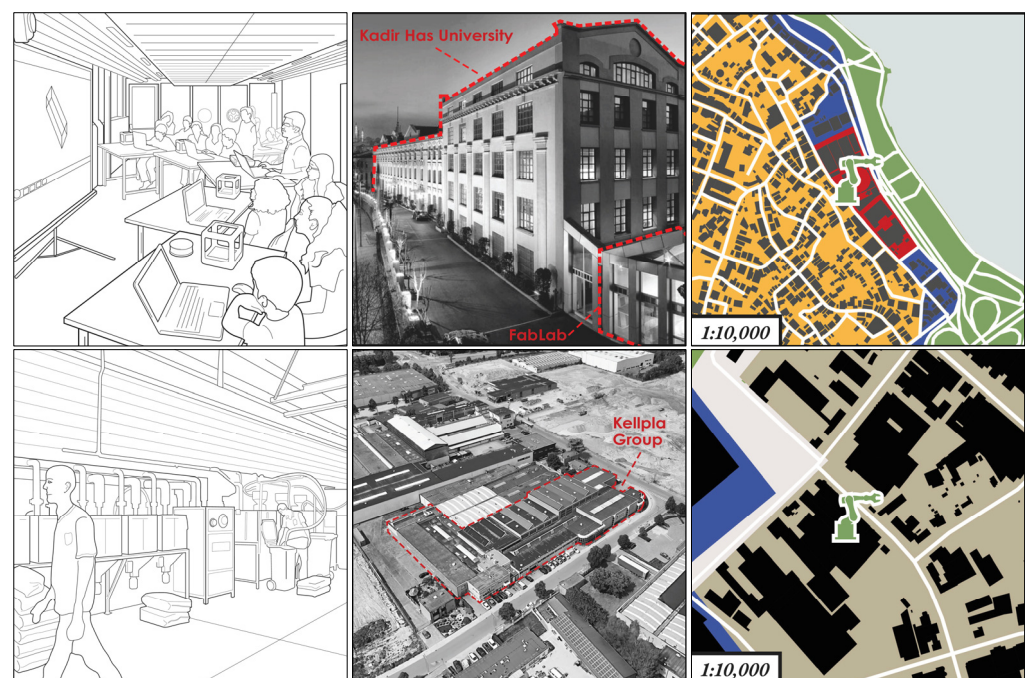 Kadir Has University
FabLab
1:10,000
Kellpla
Group
1:10,000